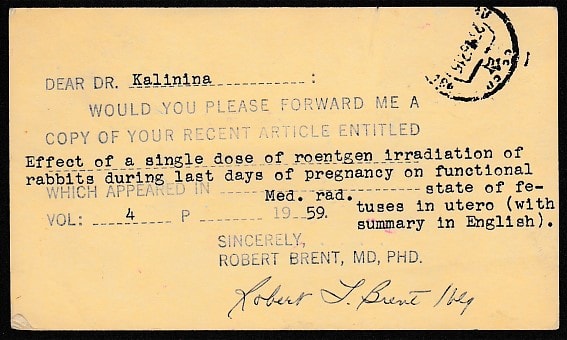 DEAR DR. Kalinina :
WOULD YOU PLEASE FORWARD ME A
COPY OF YOUR RECENT ARTICLE ENTITLED
Effect of a single dose of roentgen irradiation of
rabbits during last days of pregnancy on functional
WHICH APPEARED IN Med. rad. state of fe-
VOL: 4 P 1959. tuses in utero (with
summary in English).
SINCERELY,
ROBERT BRENT, MD, PHD.
Robert L. Brent